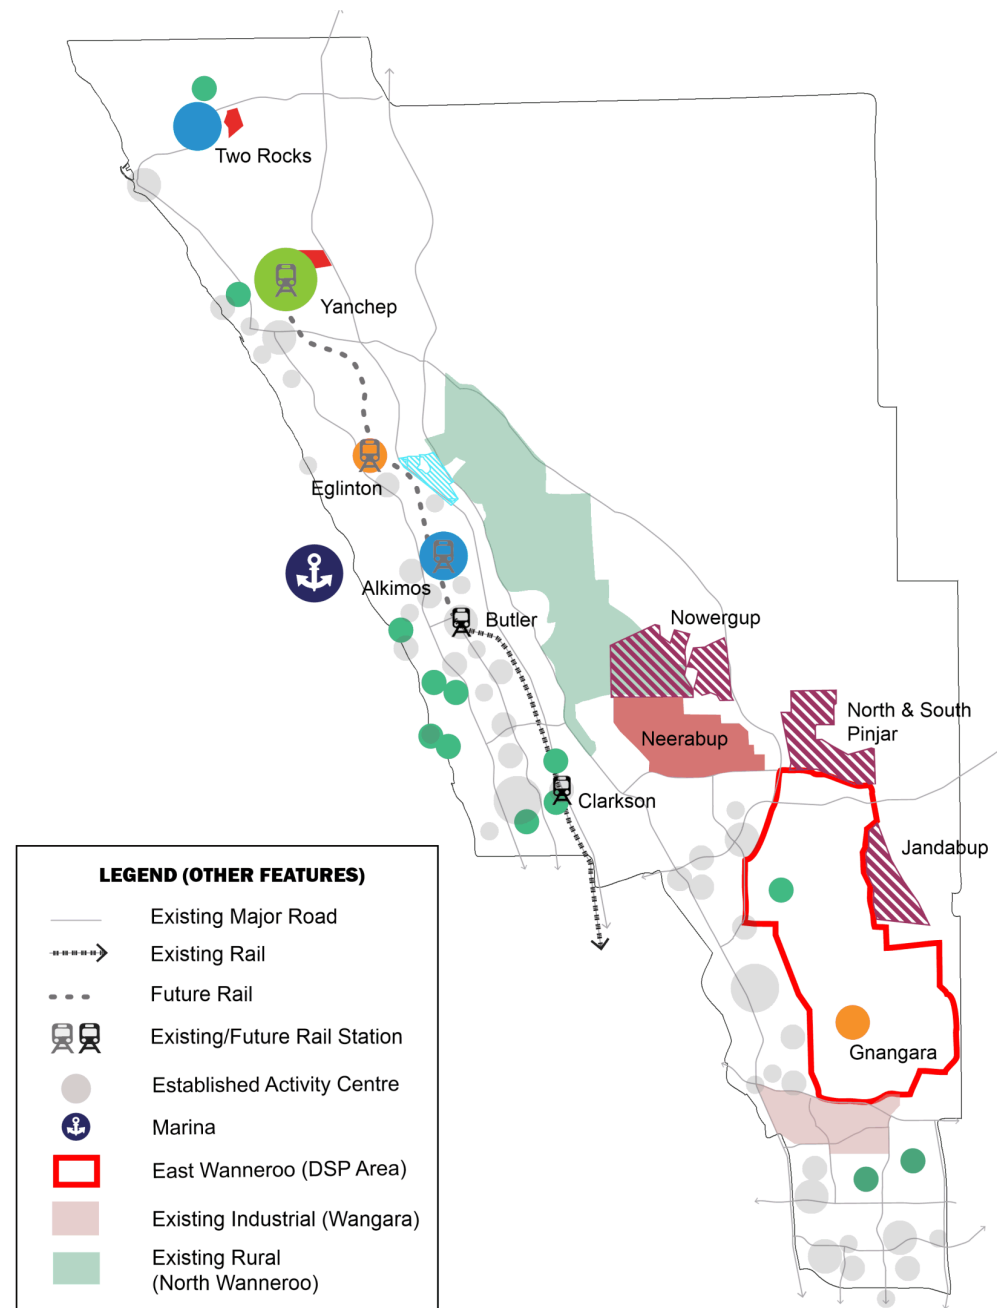 Two Rocks
Yanchep
Eglinton
Alkimos
Butler
Nowergup
North & South
Pinjar
Neerabup
Clarkson
Jandabup
Gnangara
LEGEND (OTHER FEATURES)
Existing Major Road
Existing Rail
Future Rail
Existing/Future Rail Station
Established Activity Centre
Marina
East Wanneroo (DSP Area)
Existing Industrial (Wangara)
Existing Rural
(North Wanneroo)